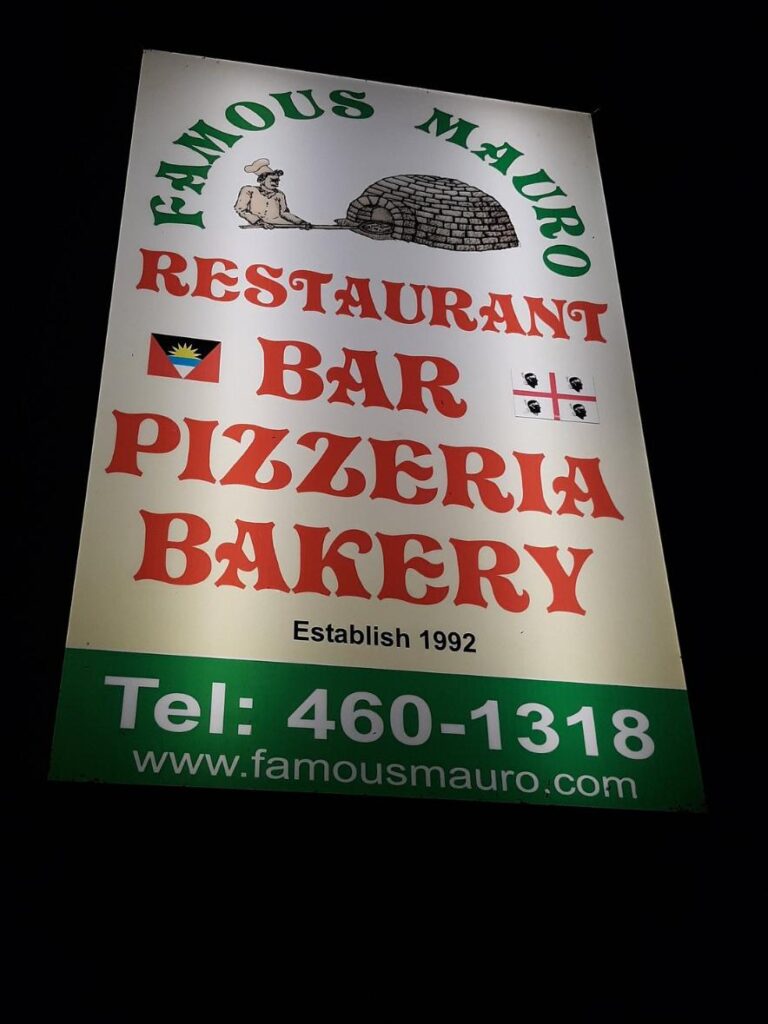 FAMOUS MAURO
RESTAURANT
BAR
PIZZERIA
BAKERY
Establish 1992
Tel: 460-1318
www.famousmauro.com